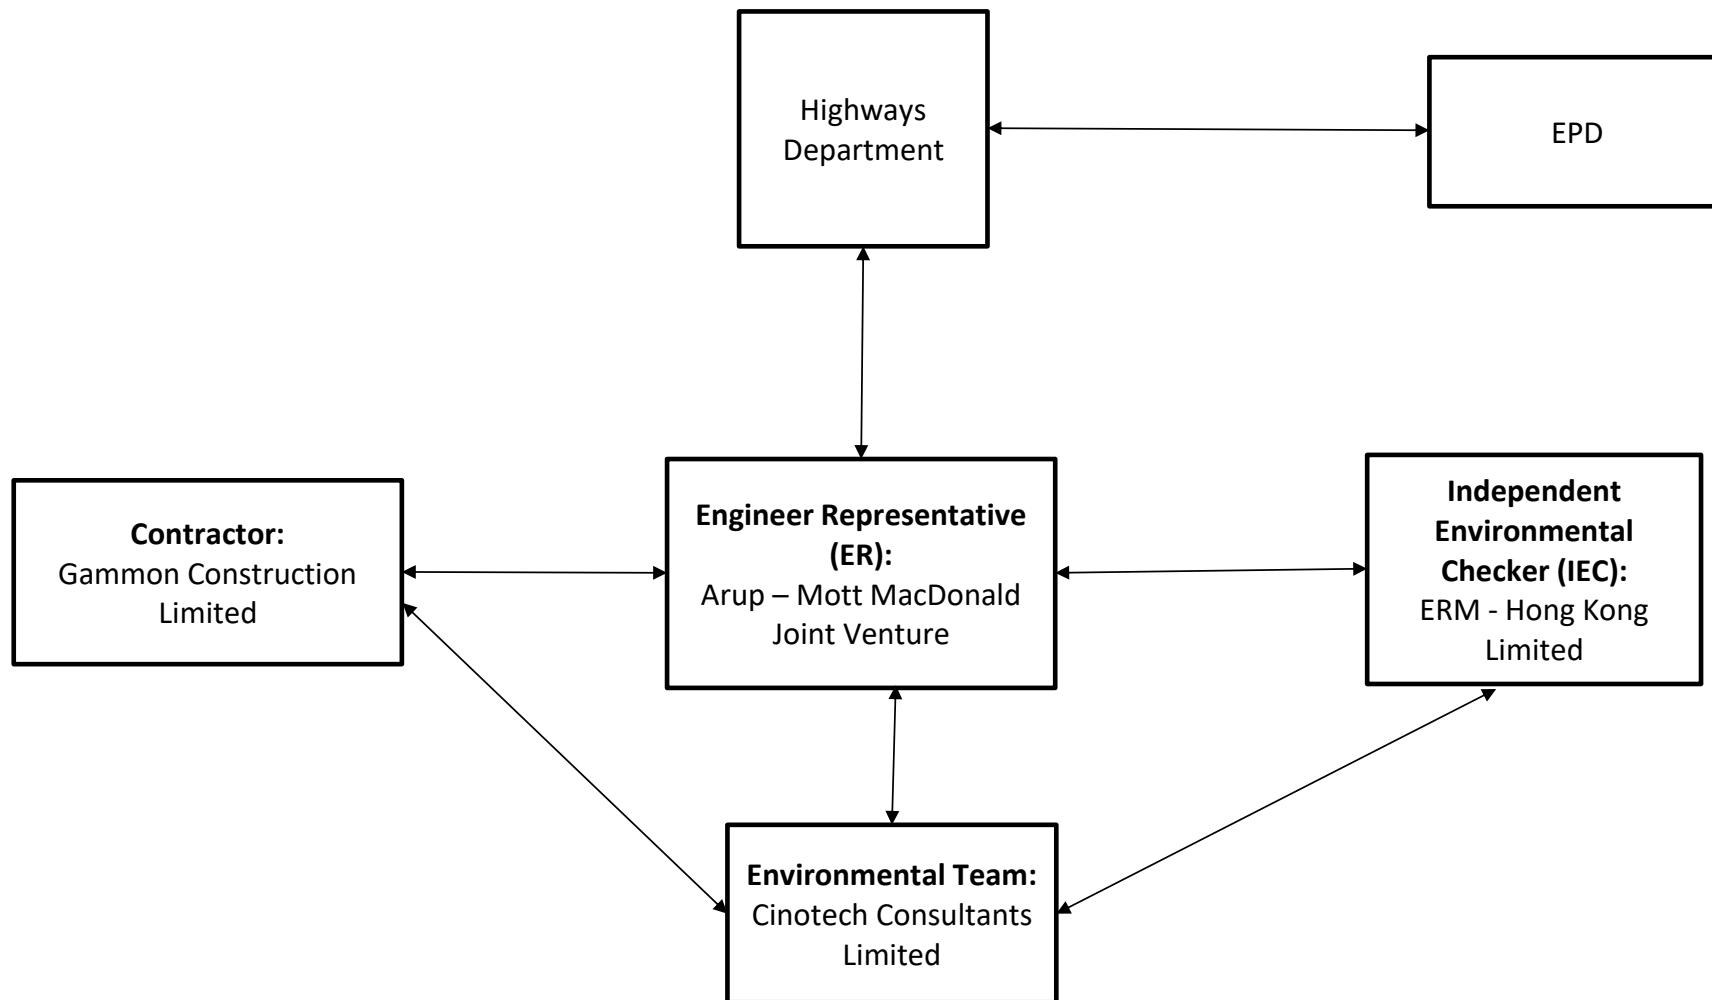 Highways
Department
EPD
Contractor:
Gammon Construction
Limited
Engineer Representative
(ER):
Arup – Mott MacDonald
Joint Venture
Independent
Environmental
Checker (IEC):
ERM - Hong Kong
Limited
Environmental Team:
Cinotech Consultants
Limited